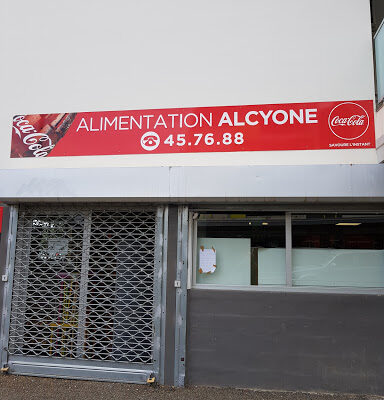 Coca-Cola
ALIMENTATION ALCYONE
45.76.88
Coca-Cola
SAVOURE L'INSTANT